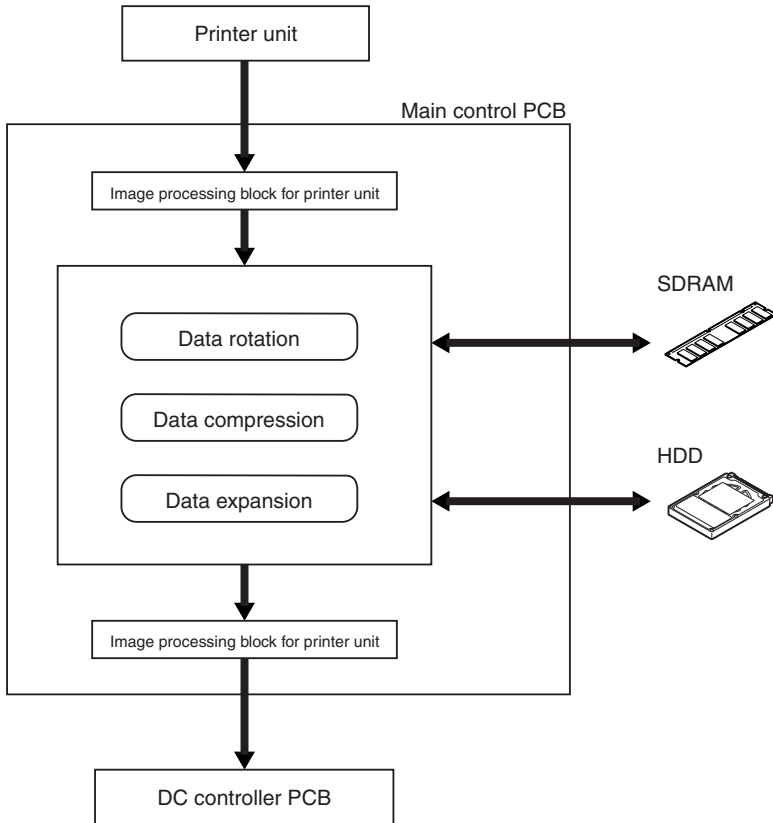 Printer unit
Main control PCB
Image processing block for printer unit
SDRAM
Data rotation
Data compression
HDD
Data expansion
Image processing block for printer unit
DC controller PCB